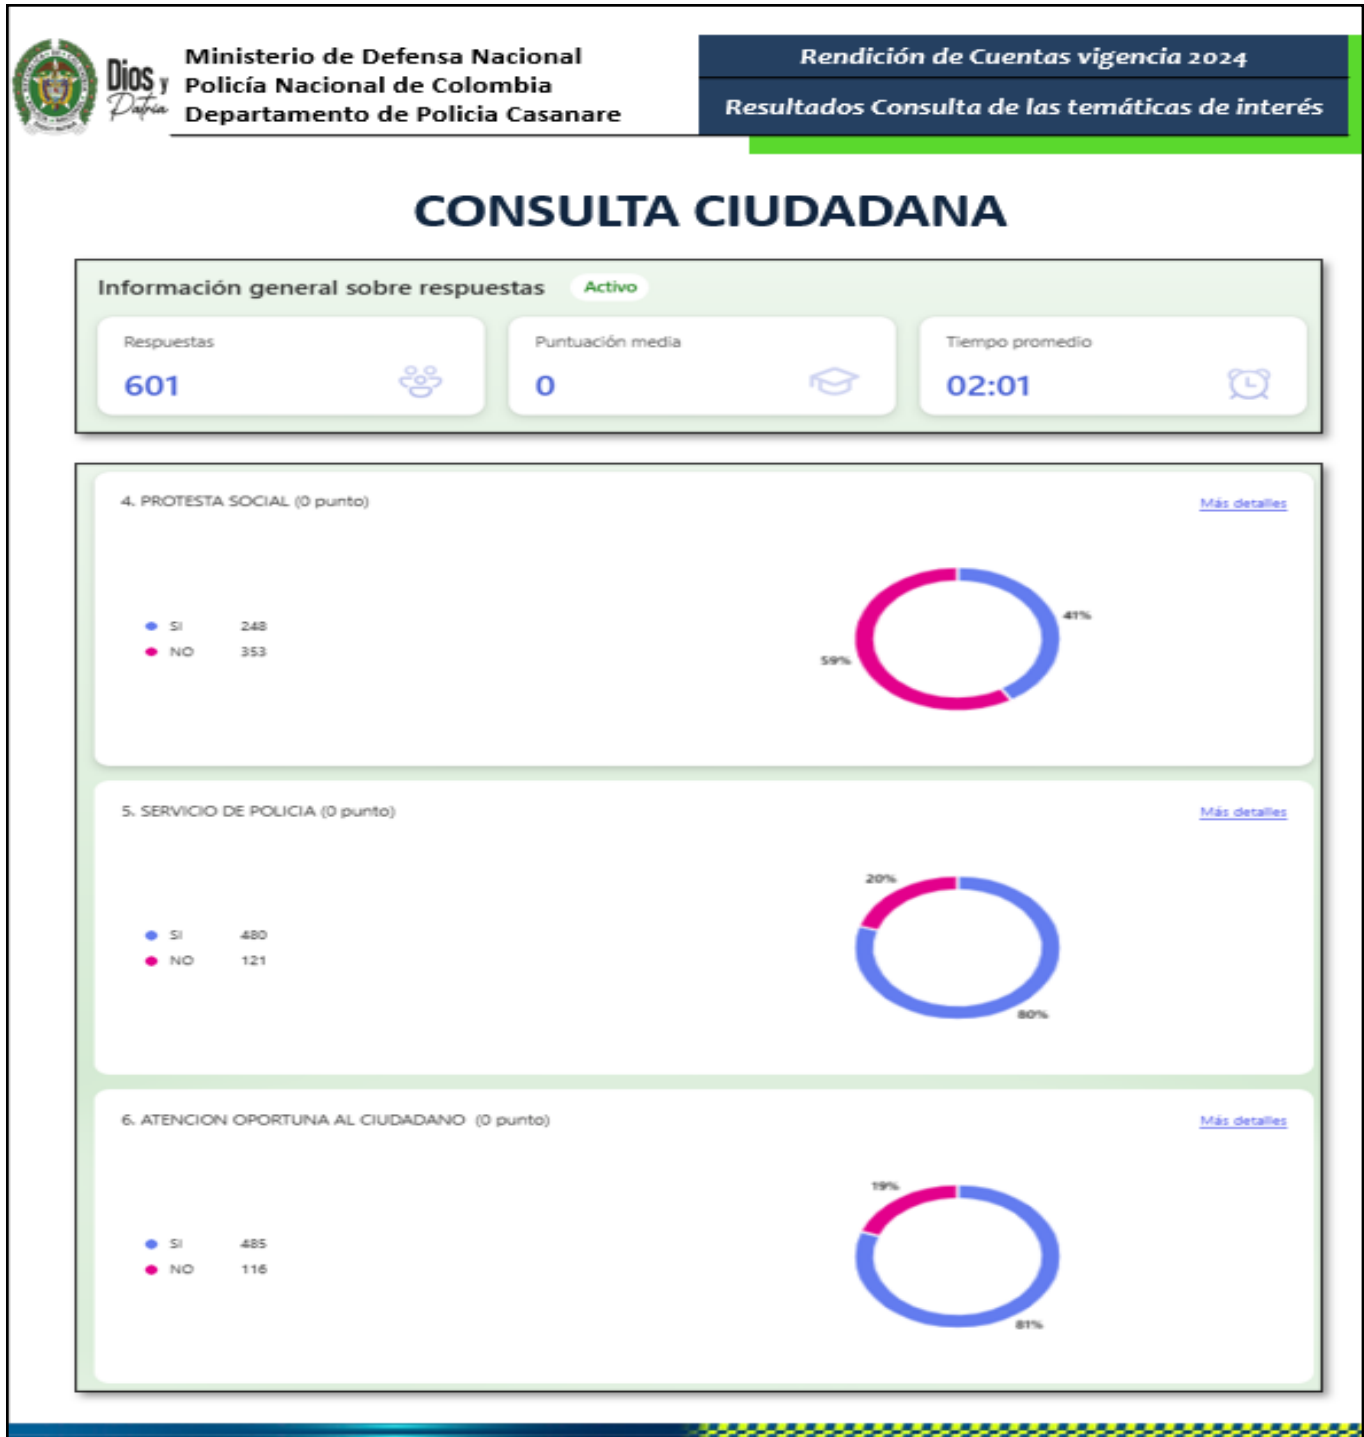 Dios y
Patria
Ministerio de Defensa Nacional
Policía Nacional de Colombia
Departamento de Policia Casanare
Rendición de Cuentas vigencia 2024
Resultados Consulta de las temáticas de interés
CONSULTA CIUDADANA
Información general sobre respuestas Activo
Respuestas
601
Puntuación media
0
Tiempo promedio
02:01
4. PROTESTA SOCIAL (0 punto)
Más detalles
SI 248
NO 353
41%
59%
5. SERVICIO DE POLICIA (0 punto)
Más detalles
SI 480
NO 121
20%
80%
6. ATENCION OPORTUNA AL CIUDADANO (0 punto)
Más detalles
SI 485
NO 116
19%
81%